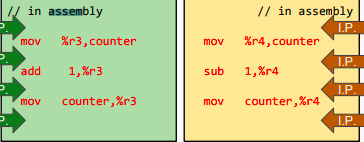 // in assembly
mov %r3,counter
add 1,%r3
mov counter,%r3
// in assembly
I.P.
mov %r4,counter
I.P.
sub 1,%r4
I.P.
mov counter,%r4
I.P.